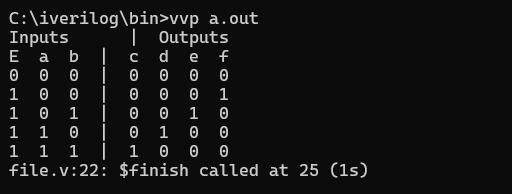 C:\iverilog\bin>vvp a.out
Inputs      |  Outputs
E  a  b  |  c  d  e  f
0  0  0  |  0  0  0  0
1  0  0  |  0  0  0  1
1  0  1  |  0  0  1  0
1  1  0  |  0  1  0  0
1  1  1  |  1  0  0  0
file.v:22: $finish called at 25 (1s)